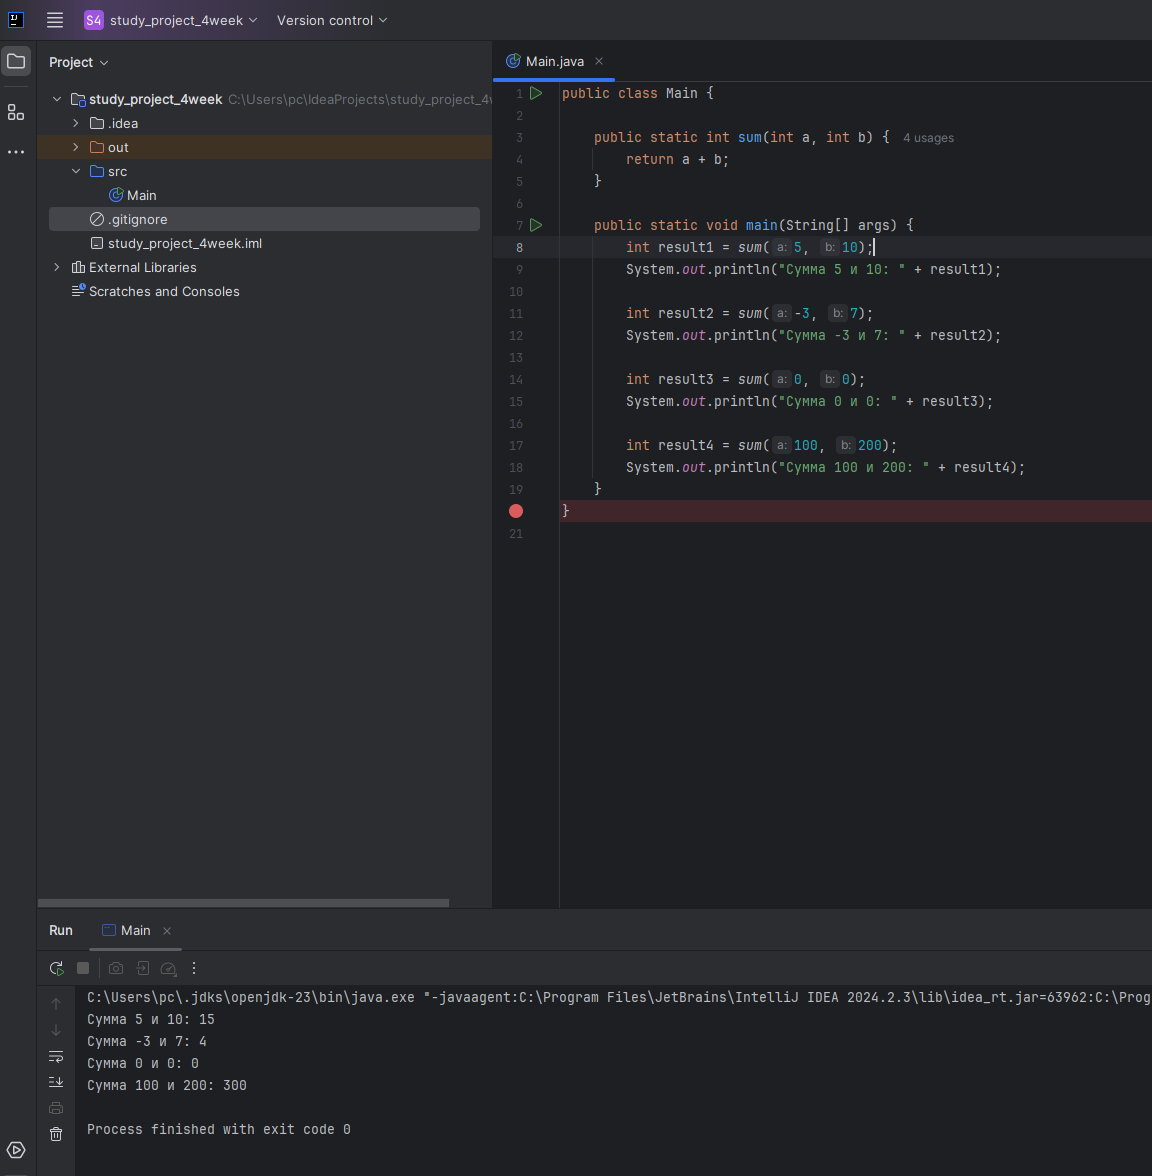 S4 study_project_4week Version control
Project
Main.java
study_project_4week C:\Users\pc\IdeaProjects\study_project_4w
.idea
out
src
Main
.gitignore
study_project_4week.iml
External Libraries
Scratches and Consoles
1 public class Main {
2
3 public static int sum(int a, int b) { 4 usages
4 return a + b;
5 }
6
7 public static void main(String[] args) {
8 int result1 = sum( a: 5, b: 10);
9 System.out.println("Сумма 5 и 10: " + result1);
10
11 int result2 = sum( a: -3, b: 7);
12 System.out.println("Сумма -3 и 7: " + result2);
13
14 int result3 = sum( a: 0, b: 0);
15 System.out.println("Сумма 0 и 0: " + result3);
16
17 int result4 = sum( a: 100, b: 200);
18 System.out.println("Сумма 100 и 200: " + result4);
19 }
}
21
Run Main
C:\Users\pc\.jdks\openjdk-23\bin\java.exe "-javaagent:C:\Program Files\JetBrains\IntelliJ IDEA 2024.2.3\lib\idea_rt.jar=63962:C:\Prog
Сумма 5 и 10: 15
Сумма -3 и 7: 4
Сумма 0 и 0: 0
Сумма 100 и 200: 300
Process finished with exit code 0